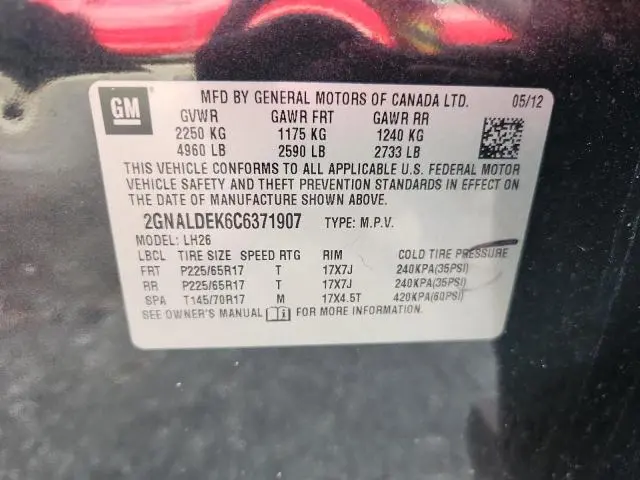 GM
MFD BY GENERAL MOTORS OF CANADA LTD. 05/12
GVWR GAWR FRT GAWR RR
2250 KG 1175 KG 1240 KG
4960 LB 2590 LB 2733 LB
THIS VEHICLE CONFORMS TO ALL APPLICABLE U.S. FEDERAL MOTOR
VEHICLE SAFETY AND THEFT PREVENTION STANDARDS IN EFFECT ON
THE DATE OF MANUFACTURE SHOWN ABOVE.
2GNALDEK6C6371907 TYPE: M.P.V.
MODEL: LH26
LBCL TIRE SIZE SPEED RTG RIM COLD TIRE PRESSURE
FRT P225/65R17 T 17X7J 240KPA(35PSI)
RR P225/65R17 T 17X7J 240KPA(35PSI)
SPA T145/70R17 M 17X4.5T 420KPA(60PSI)
SEE OWNER'S MANUAL i FOR MORE INFORMATION.